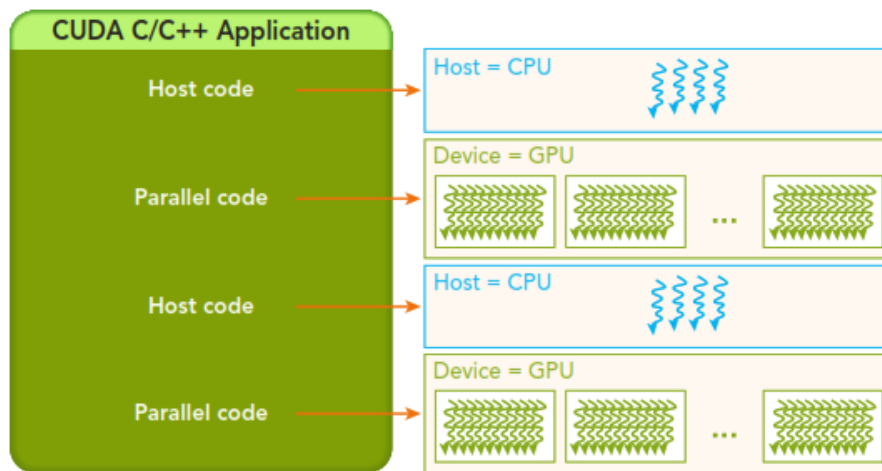 CUDA C/C++ Application
Host code
Host = CPU
Parallel code
Device = GPU
...
Host code
Host = CPU
Parallel code
Device = GPU
...